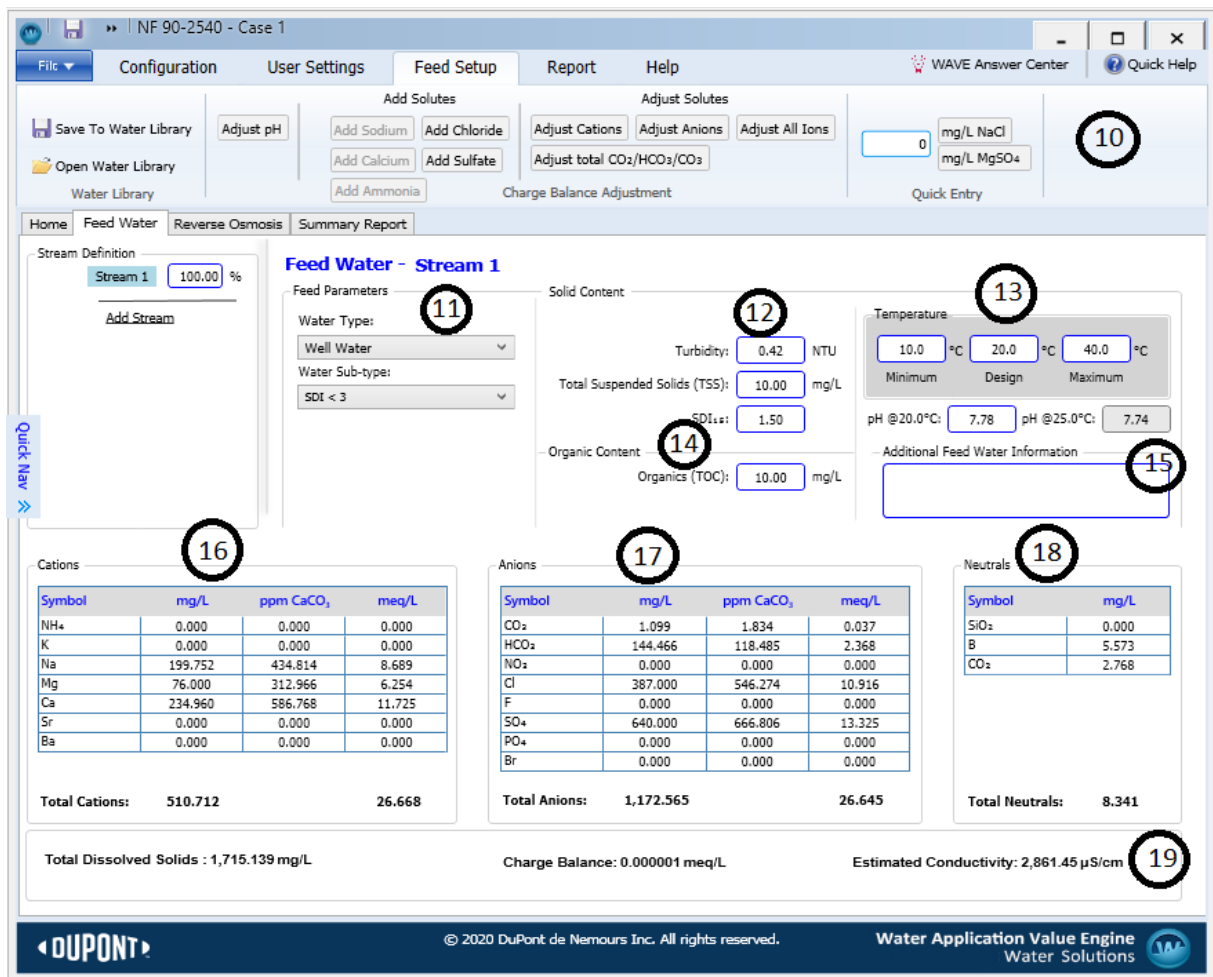 NF 90-2540 - Case 1
File Configuration User Settings Feed Setup Report Help WAVE Answer Center Quick Help
Add Solutes Adjust Solutes
Save To Water Library Adjust pH Add Sodium Add Chloride Adjust Cations Adjust Anions Adjust All Ions 0 mg/L NaCl 10
Open Water Library Add Calcium Add Sulfate Adjust total CO₂/HCO₃/CO₃ mg/L MgSO₄
Add Ammonia
Water Library Charge Balance Adjustment Quick Entry
Home Feed Water Reverse Osmosis Summary Report
Stream Definition
Stream 1 100.00 %
Add Stream
Quick Nav
Feed Water - Stream 1
Feed Parameters 11
Water Type:
Well Water
Water Sub-type:
SDI < 3
Solid Content 12
Turbidity: 0.42 NTU
Total Suspended Solids (TSS): 10.00 mg/L
SDI₁₅: 1.50
Organic Content 14
Organics (TOC): 10.00 mg/L
13
Temperature
10.0 °C 20.0 °C 40.0 °C
Minimum Design Maximum
pH @20.0°C: 7.78 pH @25.0°C: 7.74
Additional Feed Water Information 15
16
Cations
Symbol mg/L ppm CaCO₃ meq/L
NH₄ 0.000 0.000 0.000
K 0.000 0.000 0.000
Na 199.752 434.814 8.689
Mg 76.000 312.966 6.254
Ca 234.960 586.768 11.725
Sr 0.000 0.000 0.000
Ba 0.000 0.000 0.000
Total Cations: 510.712 26.668
17
Anions
Symbol mg/L ppm CaCO₃ meq/L
CO₂ 1.099 1.834 0.037
HCO₂ 144.466 118.485 2.368
NO₂ 0.000 0.000 0.000
Cl 387.000 546.274 10.916
F 0.000 0.000 0.000
SO₄ 640.000 666.806 13.325
PO₄ 0.000 0.000 0.000
Br 0.000 0.000 0.000
Total Anions: 1,172.565 26.645
18
Neutrals
Symbol mg/L
SiO₂ 0.000
B 5.573
CO₂ 2.768
Total Neutrals: 8.341
Total Dissolved Solids : 1,715.139 mg/L Charge Balance: 0.000001 meq/L Estimated Conductivity: 2,861.45 µS/cm 19
DUPONT © 2020 DuPont de Nemours Inc. All rights reserved. Water Application Value Engine
Water Solutions